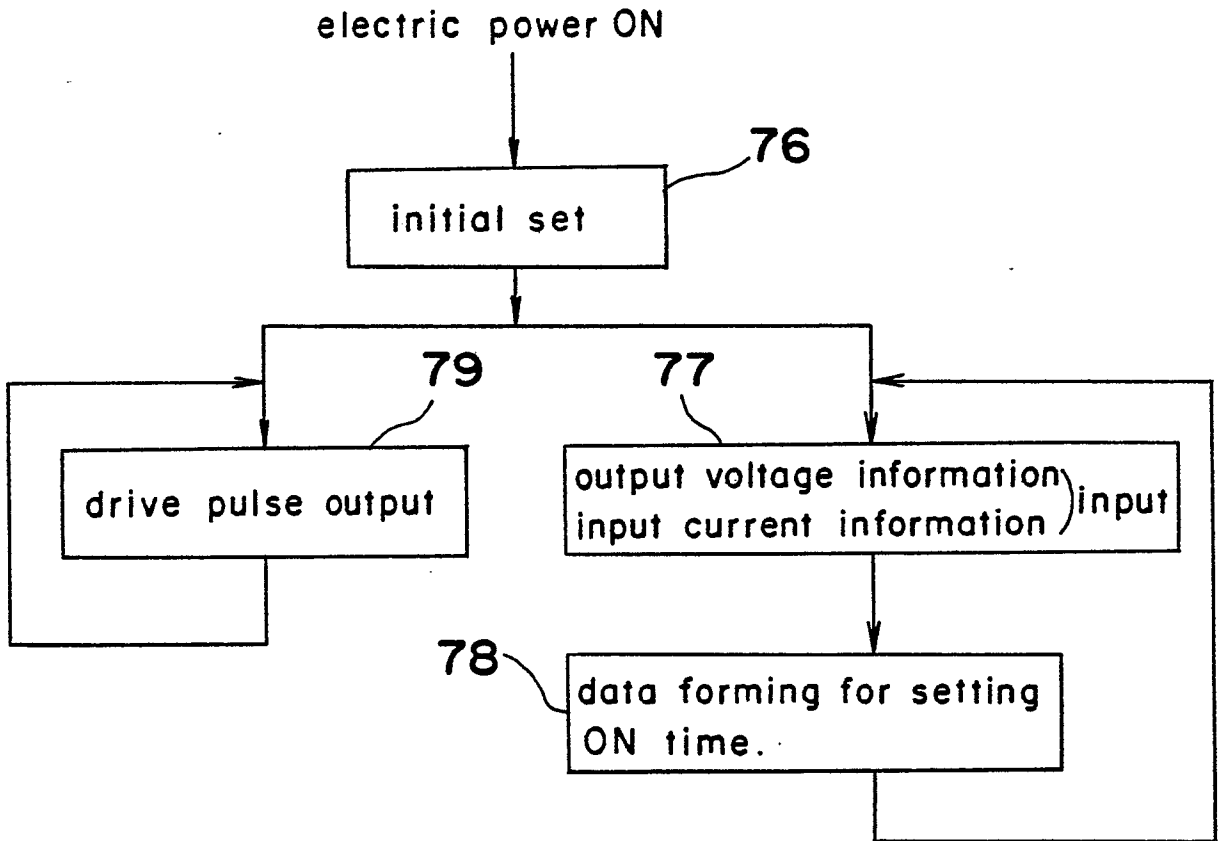 electric power ON
76
initial set
79
77
drive pulse output
output voltage information
input current information
input
78
data forming for setting
ON time.